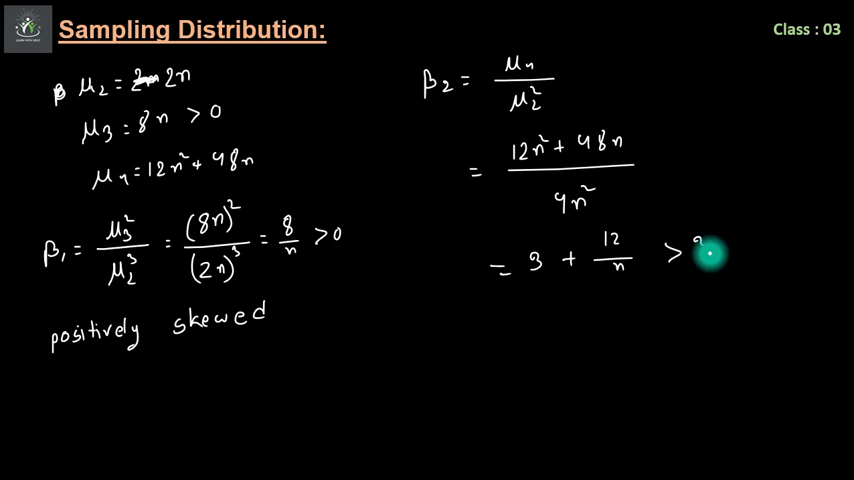 Sampling Distribution:
Class : 03
μ₂ = 2n
μ₃ = 8n > 0
μ₄ = 12n² + 48n
β₁ = μ₃² / μ₂³ = (8n)² / (2n)³ = 8/n > 0
positively skewed
β₂ = μ₄ / μ₂²
= 12n² + 48n / 4n²
= 3 + 12/n >